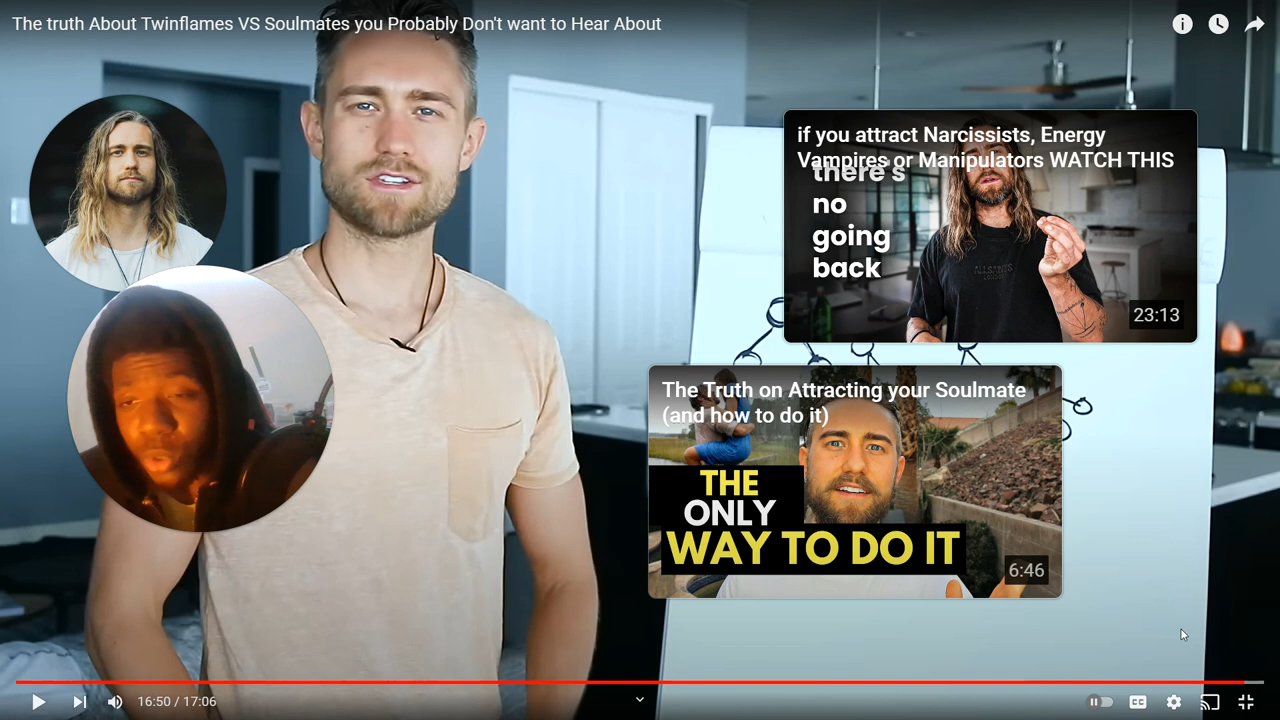 The truth About Twinflames VS Soulmates you Probably Don't want to Hear About
if you attract Narcissists, Energy
Vampires or Manipulators WATCH THIS
there's
no
going
back
ALLSAINTS
23:13
The Truth on Attracting your Soulmate
(and how to do it)
THE
ONLY
WAY TO DO IT
6:46
16:50 / 17:06
CC